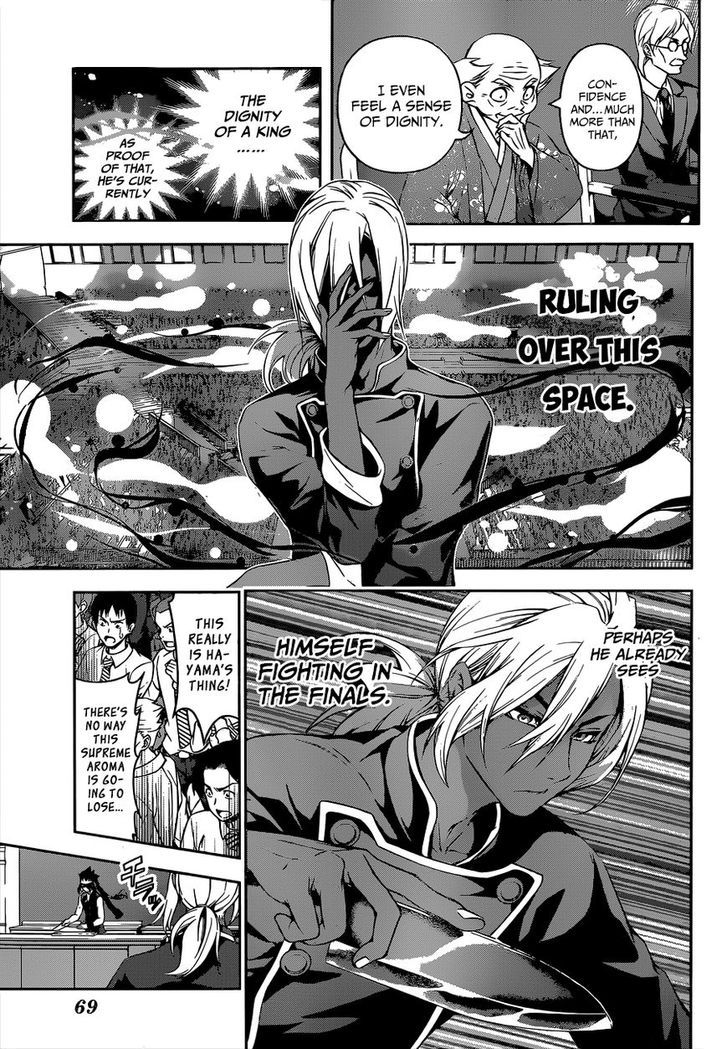 CON-
FIDENCE
AND...MUCH
MORE THAN
THAT,
I EVEN
FEEL A SENSE
OF DIGNITY.
THE
DIGNITY
OF A KING
......
AS
PROOF
OF THAT,
HE'S CUR-
RENTLY
RULING
OVER THIS
SPACE.
PERHAPS
HE ALREADY
SEES
HIMSELF
FIGHTING IN
THE FINALS.
THIS
REALLY
IS HA-
YAMA'S
THING!
THERE'S
NO WAY
THIS
SUPREME
AROMA
IS GO-
ING TO
LOSE...
69